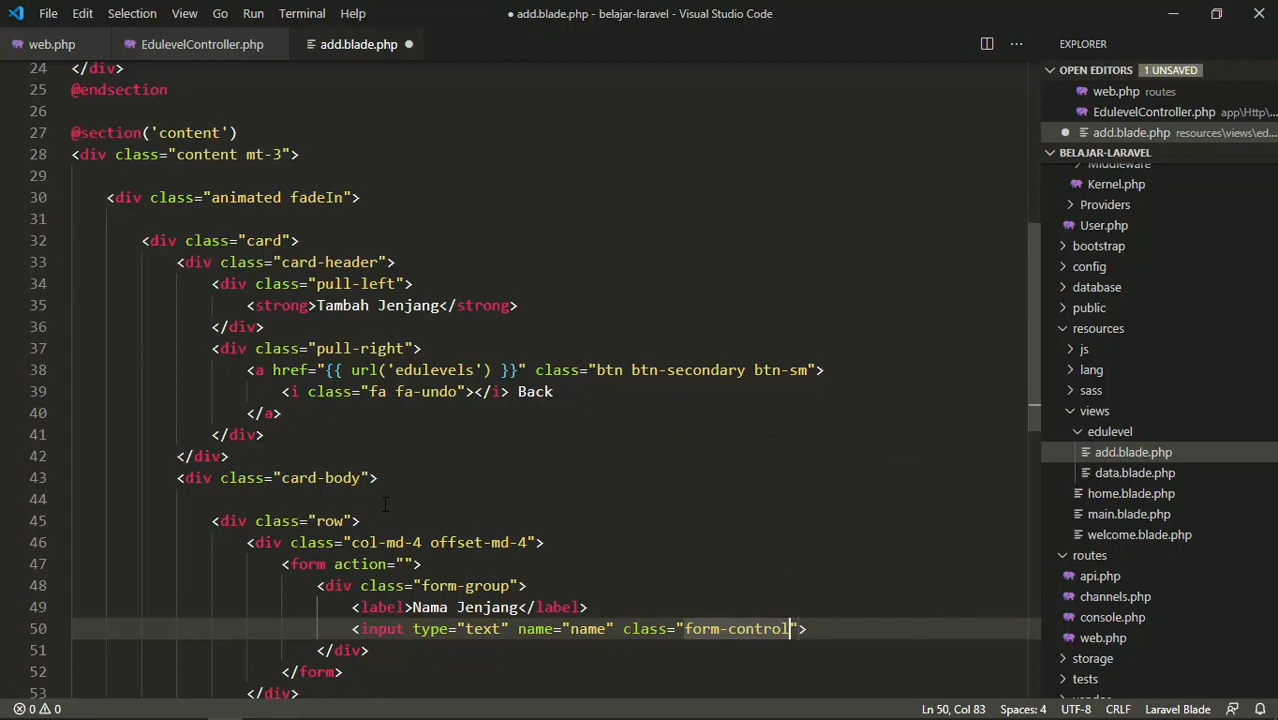 File Edit Selection View Go Run Terminal Help ● add.blade.php - belajar-laravel - Visual Studio Code
web.php EdulevelController.php add.blade.php ●
24 </div>
25 @endsection
26
27 @section('content')
28 <div class="content mt-3">
29
30 <div class="animated fadeIn">
31
32 <div class="card">
33 <div class="card-header">
34 <div class="pull-left">
35 <strong>Tambah Jenjang</strong>
36 </div>
37 <div class="pull-right">
38 <a href="{{ url('edulevels') }}" class="btn btn-secondary btn-sm">
39 <i class="fa fa-undo"></i> Back
40 </a>
41 </div>
42 </div>
43 <div class="card-body">
44
45 <div class="row">
46 <div class="col-md-4 offset-md-4">
47 <form action="">
48 <div class="form-group">
49 <label>Nama Jenjang</label>
50 <input type="text" name="name" class="form-control">
51 </div>
52 </form>
53 </div>
EXPLORER
OPEN EDITORS 1 UNSAVED
web.php routes
EdulevelController.php app\Http\...
● add.blade.php resources\views\ed...
BELAJAR-LARAVEL
Middleware
Kernel.php
Providers
User.php
bootstrap
config
database
public
resources
js
lang
sass
views
edulevel
add.blade.php
data.blade.php
home.blade.php
main.blade.php
welcome.blade.php
routes
api.php
channels.php
console.php
web.php
storage
tests
0 0 Ln 50, Col 83 Spaces: 4 UTF-8 CRLF Laravel Blade